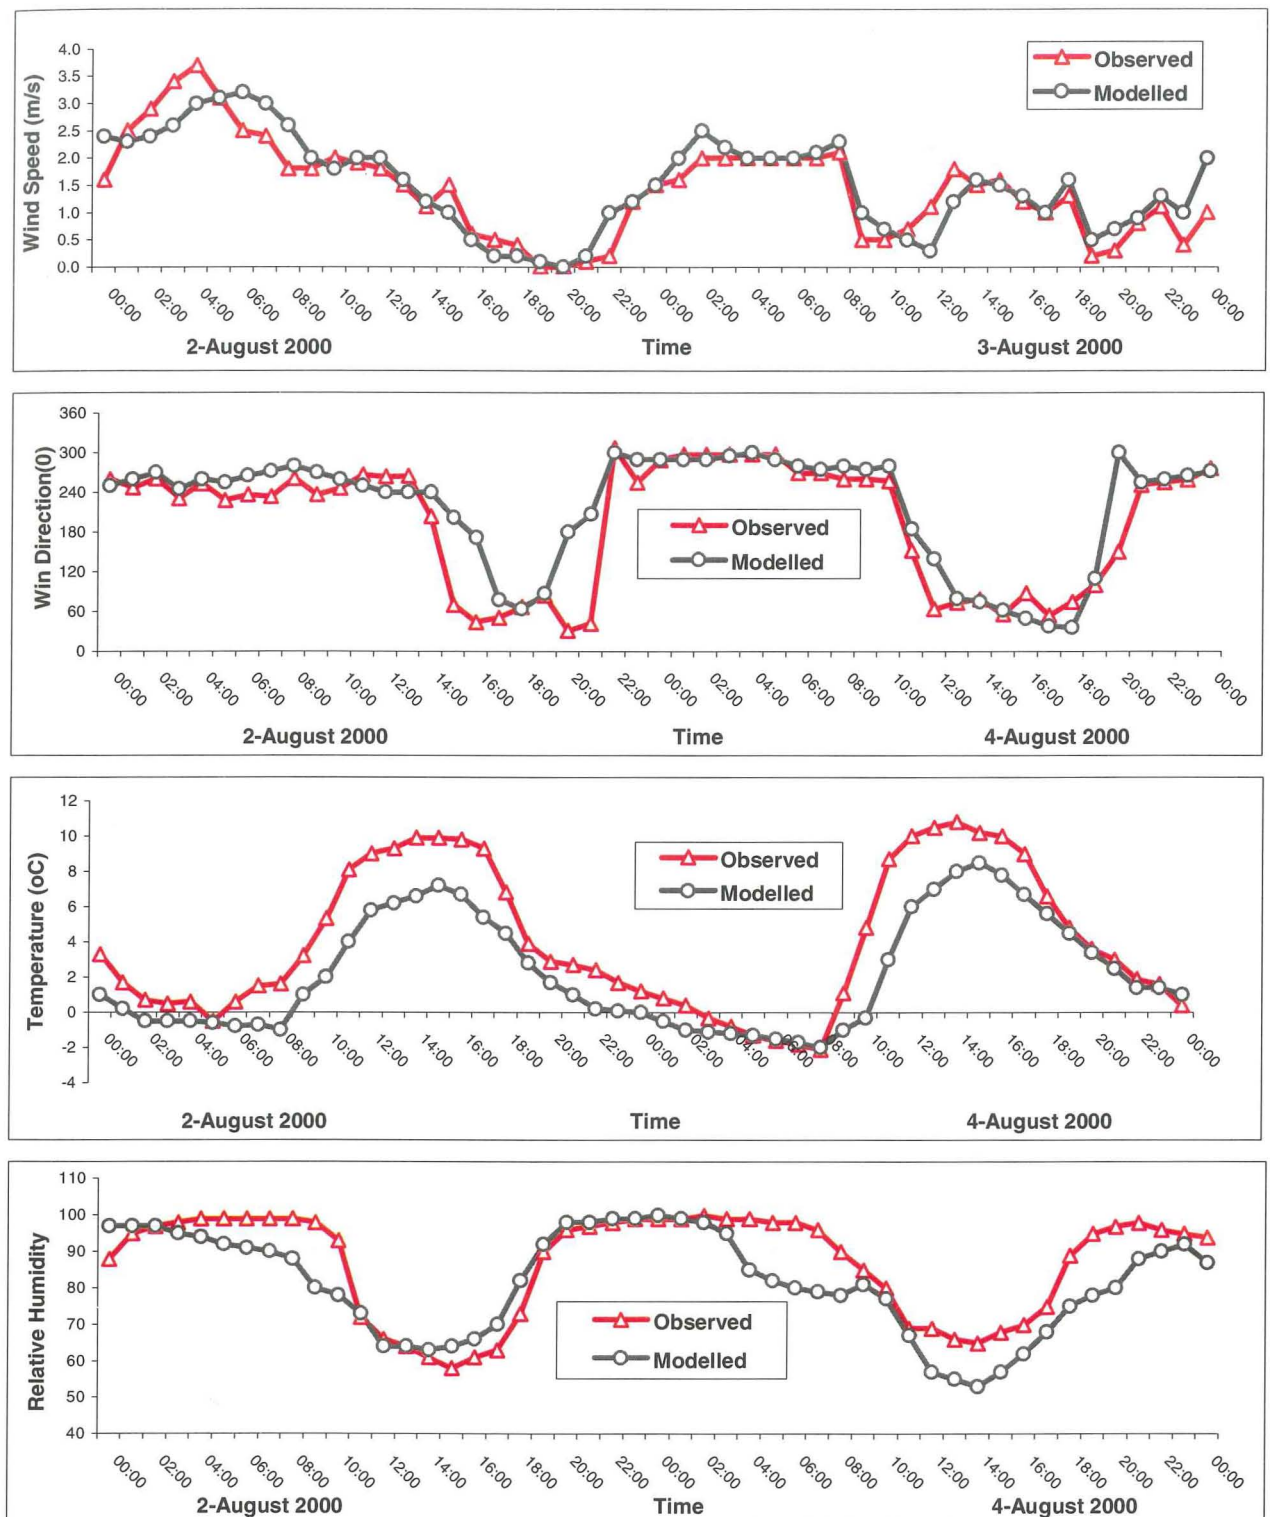 Wind Speed (m/s)
4.0
3.5
3.0
2.5
2.0
1.5
1.0
0.5
0.0
Observed
Modelled
00:00 02:00 04:00 06:00 08:00 10:00 12:00 14:00 16:00 18:00 20:00 22:00 00:00 02:00 04:00 06:00 08:00 10:00 12:00 14:00 16:00 18:00 20:00 22:00 00:00
2-August 2000 Time 3-August 2000
Win Direction(0)
360
300
240
180
120
60
0
Observed
Modelled
00:00 02:00 04:00 06:00 08:00 10:00 12:00 14:00 16:00 18:00 20:00 22:00 00:00 02:00 04:00 06:00 08:00 10:00 12:00 14:00 16:00 18:00 20:00 22:00 00:00
2-August 2000 Time 4-August 2000
Temperature (oC)
12
10
8
6
4
2
0
-2
-4
Observed
Modelled
00:00 02:00 04:00 06:00 08:00 10:00 12:00 14:00 16:00 18:00 20:00 22:00 00:00 02:00 04:00 06:00 08:00 10:00 12:00 14:00 16:00 18:00 20:00 22:00 00:00
2-August 2000 Time 4-August 2000
Relative Humidity
110
100
90
80
70
60
50
40
Observed
Modelled
00:00 02:00 04:00 06:00 08:00 10:00 12:00 14:00 16:00 18:00 20:00 22:00 00:00 02:00 04:00 06:00 08:00 10:00 12:00 14:00 16:00 18:00 20:00 22:00 00:00
2-August 2000 Time 4-August 2000